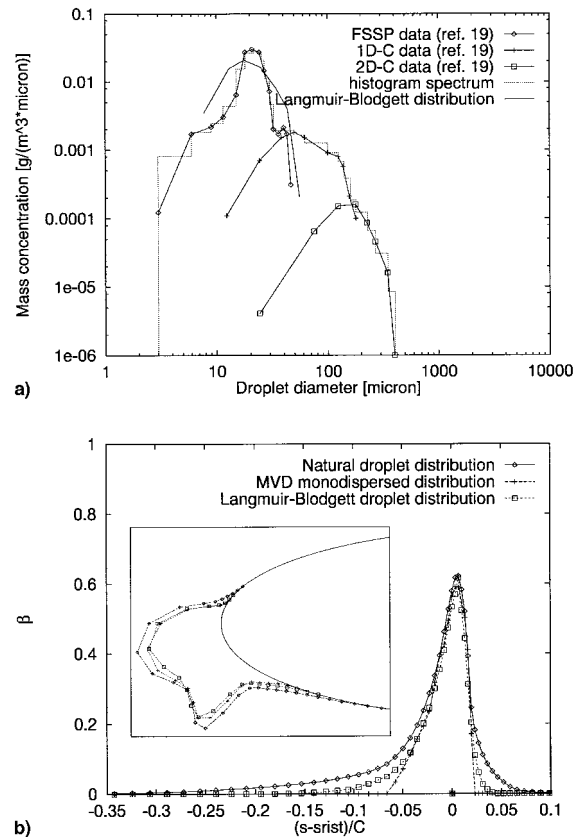 FSSP data (ref. 19)
1D-C data (ref. 19)
2D-C data (ref. 19)
histogram spectrum
Langmuir-Blodgett distribution
Mass concentration [g/(m^3*micron)]
0.1
0.01
0.001
0.0001
1e-05
1e-06
1 10 100 1000 10000
Droplet diameter [micron]
a)
Natural droplet distribution
MVD monodispersed distribution
Langmuir-Blodgett droplet distribution
β
1
0.8
0.6
0.4
0.2
0
-0.35 -0.3 -0.25 -0.2 -0.15 -0.1 -0.05 0 0.05 0.1
(s-srist)/C
b)